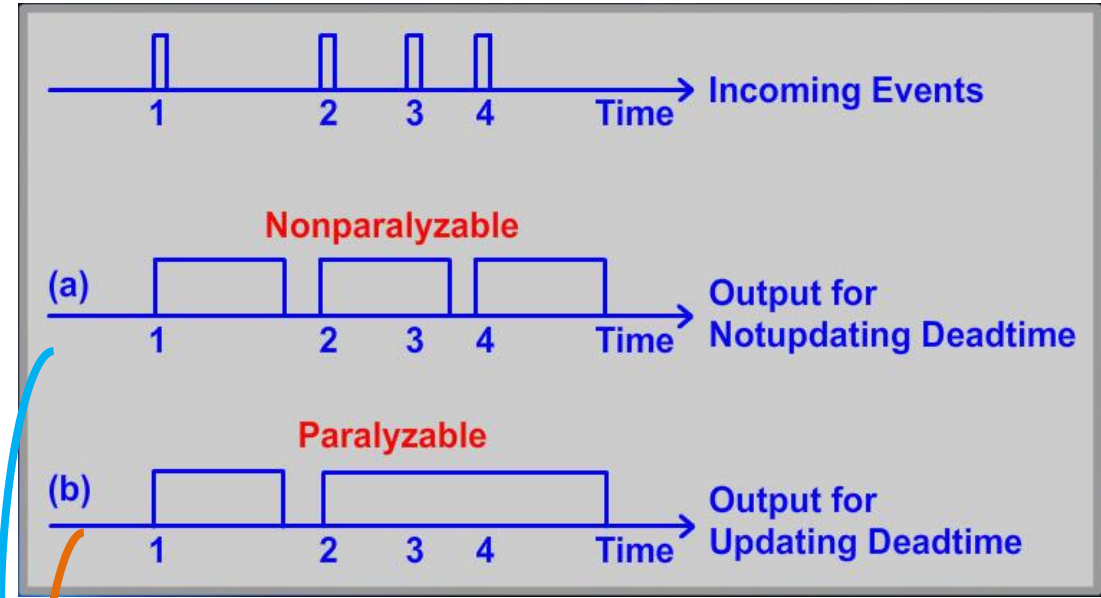 1 2 3 4 Time Incoming Events
Nonparalyzable
(a)
1 2 3 4 Time
Output for
Notupdating Deadtime
Paralyzable
(b)
1 2 3 4 Time
Output for
Updating Deadtime